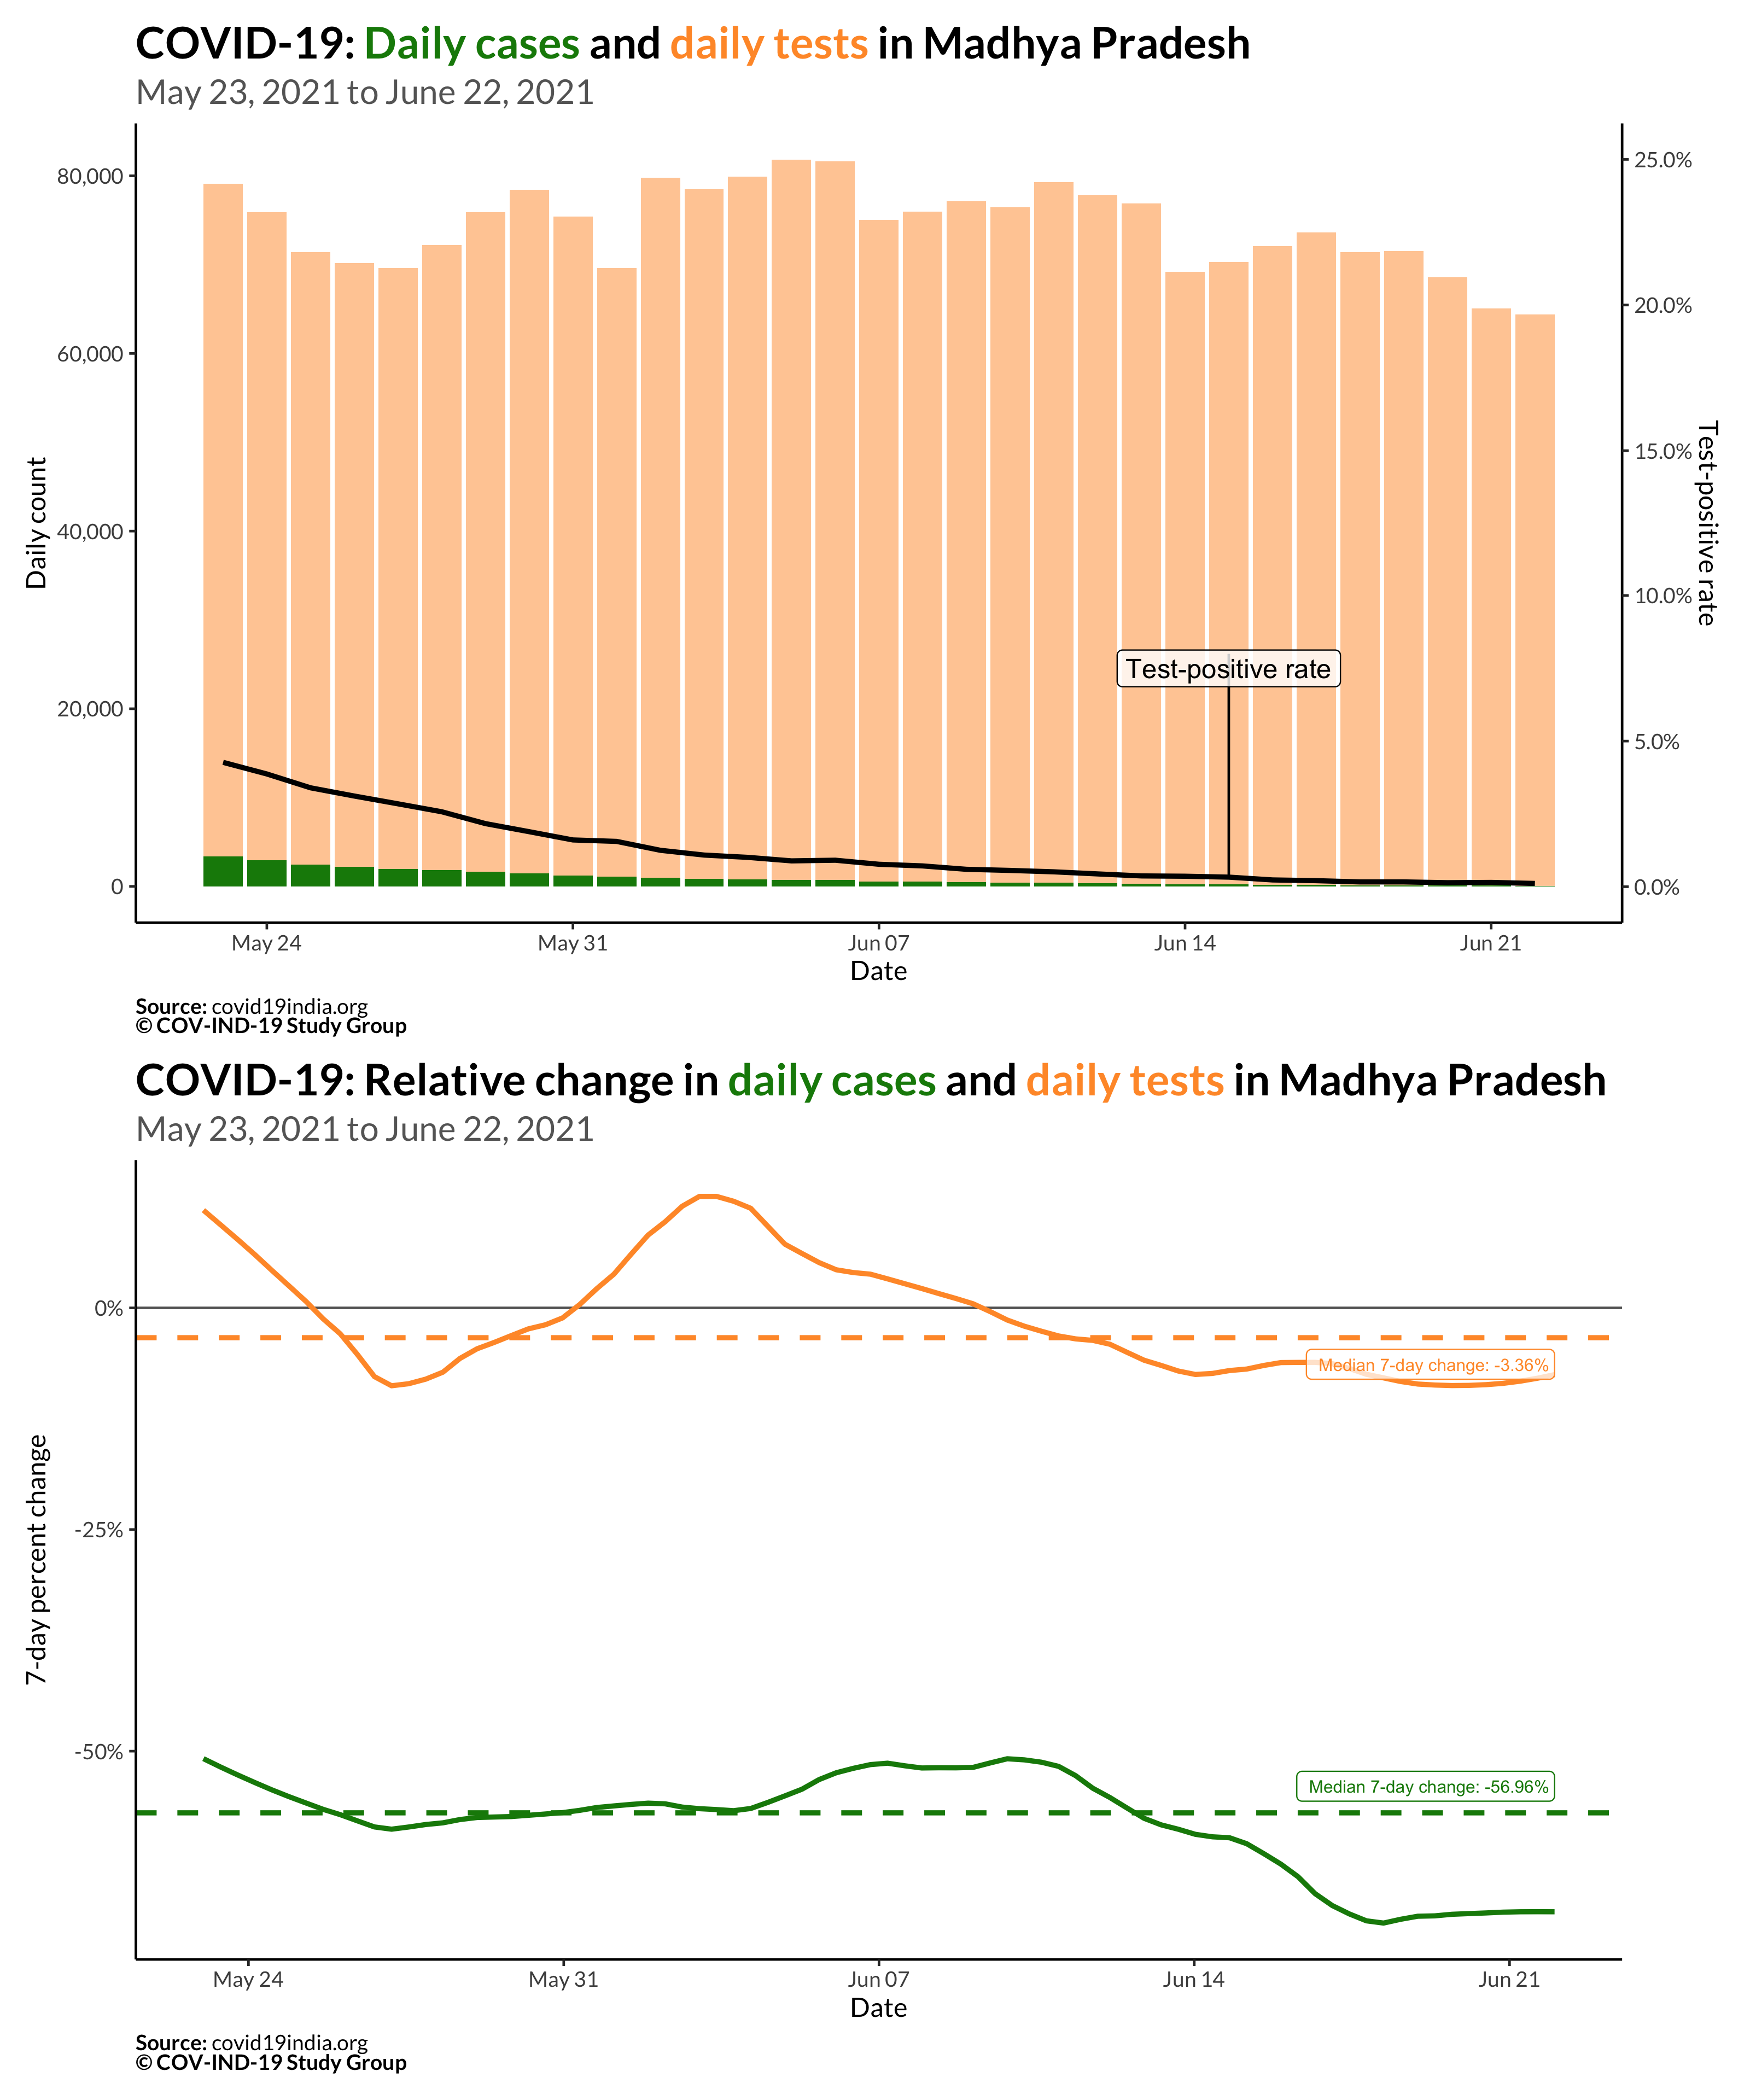 COVID-19: Daily cases and daily tests in Madhya Pradesh
May 23, 2021 to June 22, 2021
80,000
60,000
40,000
20,000
0
Daily count
25.0%
20.0%
15.0%
10.0%
5.0%
0.0%
Test-positive rate
Test-positive rate
May 24
May 31
Jun 07
Jun 14
Jun 21
Date
Source: covid19india.org
© COV-IND-19 Study Group
COVID-19: Relative change in daily cases and daily tests in Madhya Pradesh
May 23, 2021 to June 22, 2021
0%
-25%
-50%
7-day percent change
Median 7-day change: -3.36%
Median 7-day change: -56.96%
May 24
May 31
Jun 07
Jun 14
Jun 21
Date
Source: covid19india.org
© COV-IND-19 Study Group